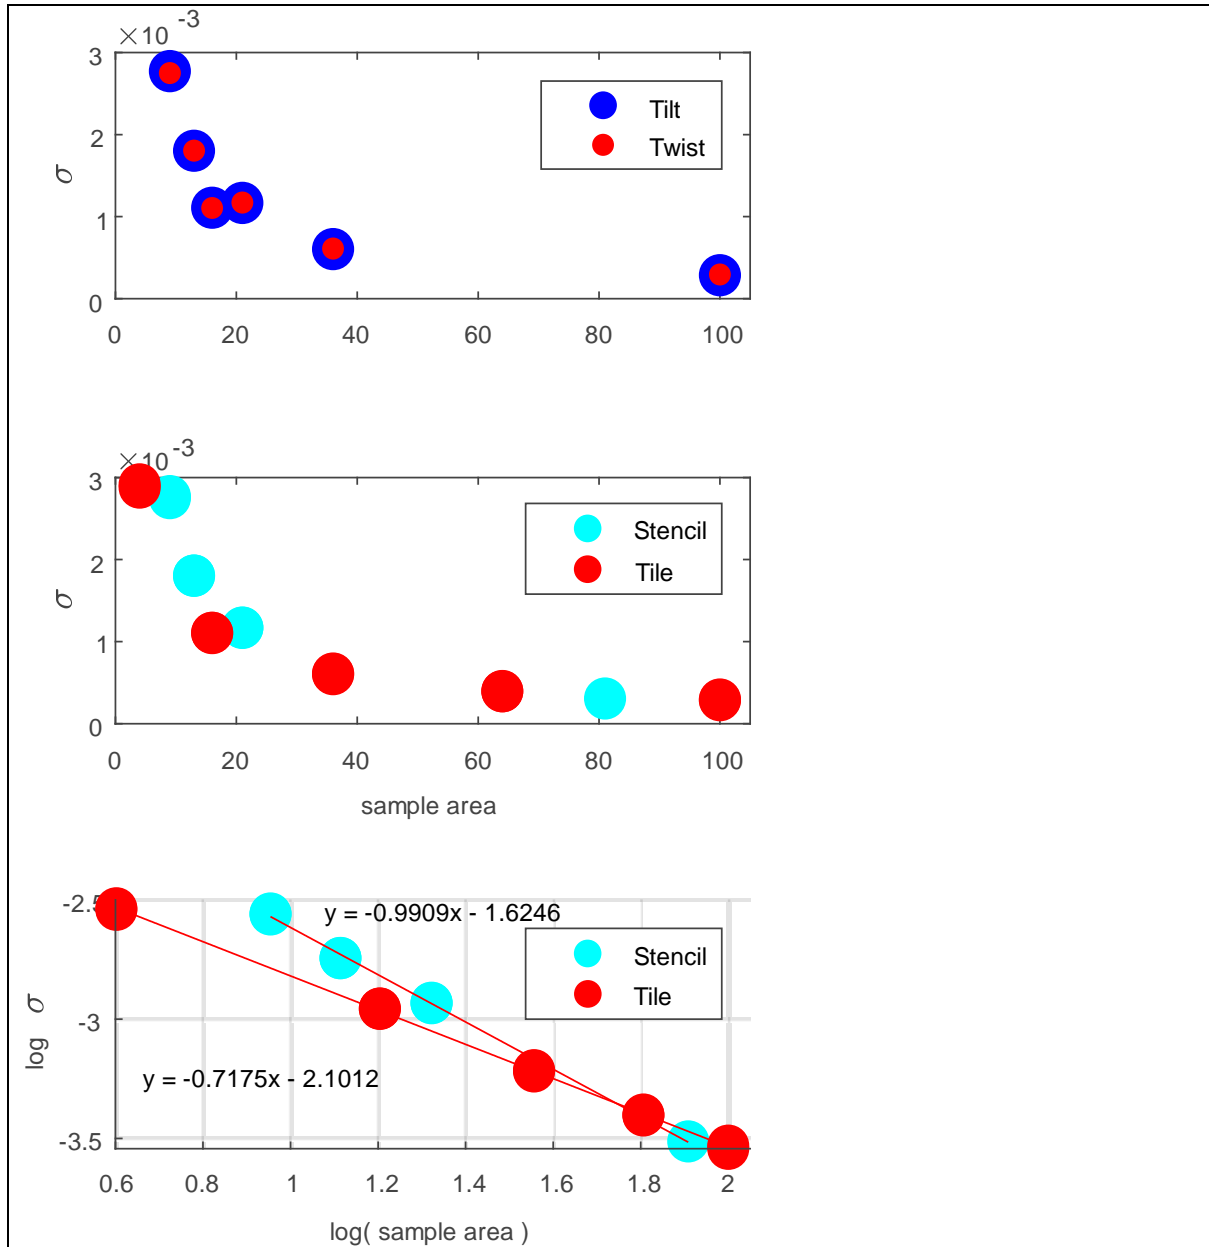 ×10 -3
3
2
1
0
σ
Tilt
Twist
0 20 40 60 80 100
×10 -3
3
2
1
0
σ
Stencil
Tile
0 20 40 60 80 100
sample area
-2.5
-3
-3.5
log σ
y = -0.9909x - 1.6246
Stencil
Tile
y = -0.7175x - 2.1012
0.6 0.8 1 1.2 1.4 1.6 1.8 2
log( sample area )